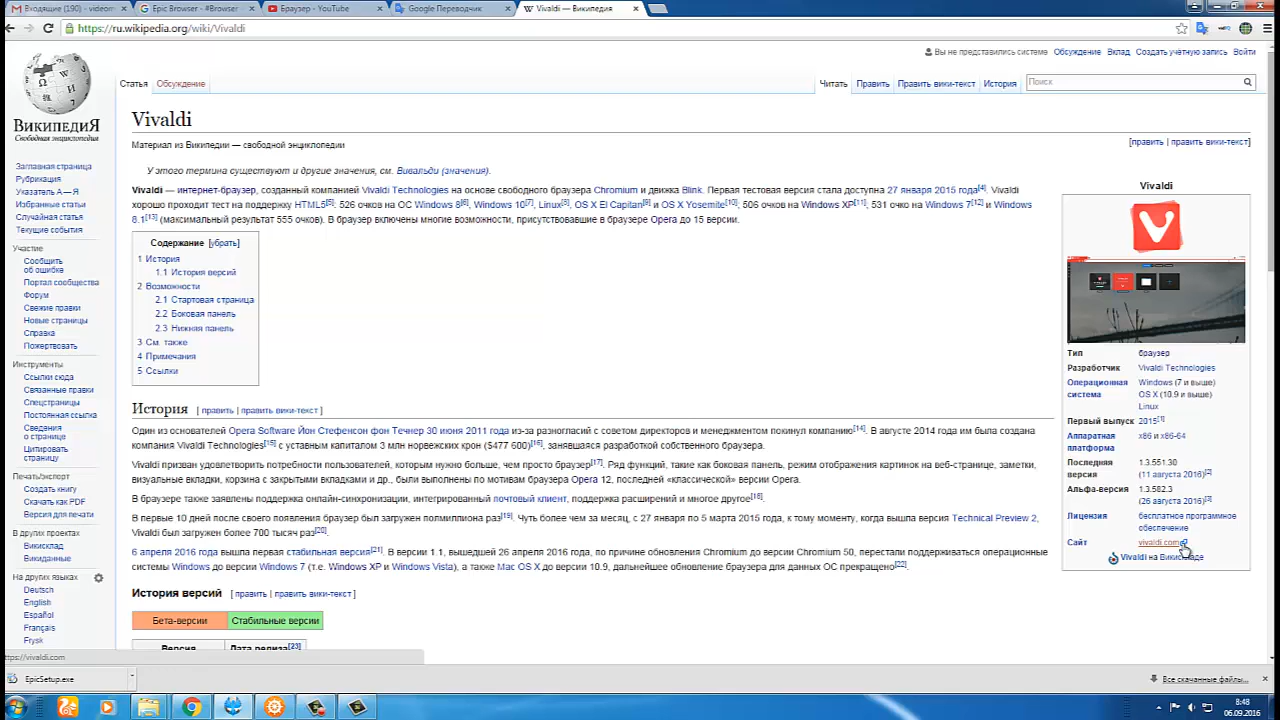 Входящие (190) - videom
Epic Browser - #Browser
Браузер - YouTube
Google Переводчик
Vivaldi — Википедия
https://ru.wikipedia.org/wiki/Vivaldi
Вы не представились системе Обсуждение Вклад Создать учётную запись Войти
Статья Обсуждение
Читать Править Править вики-текст История
Поиск
ВИКИПЕДИЯ
Свободная энциклопедия
Заглавная страница
Рубрикация
Указатель А — Я
Избранные статьи
Случайная статья
Текущие события
Участие
Сообщить
об ошибке
Портал сообщества
Форум
Свежие правки
Новые страницы
Справка
Пожертвовать
Инструменты
Ссылки сюда
Связанные правки
Спецстраницы
Постоянная ссылка
Сведения
о странице
Цитировать
страницу
Печать/экспорт
Создать книгу
Скачать как PDF
Версия для печати
В других проектах
Викисклад
Викиданные
На других языках
Deutsch
English
Español
Français
Frysk
Vivaldi
[править | править вики-текст]
Материал из Википедии — свободной энциклопедии
У этого термина существуют и другие значения, см. Вивальди (значения).
Vivaldi — интернет-браузер, созданный компанией Vivaldi Technologies на основе свободного браузера Chromium и движка Blink. Первая тестовая версия стала доступна 27 января 2015 года[4]. Vivaldi
хорошо проходит тест на поддержку HTML5[5]: 526 очков на ОС Windows 8[6], Windows 10[7], Linux[8], OS X El Capitan[9] и OS X Yosemite[10], 506 очков на Windows XP[11], 531 очко на Windows 7[12] и Windows
8.1[13] (максимальный результат 555 очков). В браузер включены многие возможности, присутствовавшие в браузере Opera до 15 версии.
Содержание [убрать]
1 История
1.1 История версий
2 Возможности
2.1 Стартовая страница
2.2 Боковая панель
2.3 Нижняя панель
3 См. также
4 Примечания
5 Ссылки
История [ править | править вики-текст ]
Один из основателей Opera Software Йон Стефенсон фон Течнер 30 июня 2011 года из-за разногласий с советом директоров и менеджментом покинул компанию[14]. В августе 2014 года им была создана
компания Vivaldi Technologies[15] с уставным капиталом 3 млн норвежских крон ($477 600)[16], занявшаяся разработкой собственного браузера.
Vivaldi призван удовлетворить потребности пользователей, которым нужно больше, чем просто браузер[17]. Ряд функций, такие как боковая панель, режим отображения картинок на веб-странице, заметки,
визуальные вкладки, корзина с закрытыми вкладками и др., были выполнены по мотивам браузера Opera 12, последней «классической» версии Opera.
В браузере также заявлены поддержка онлайн-синхронизации, интегрированный почтовый клиент, поддержка расширений и многое другое[18].
В первые 10 дней после своего появления браузер был загружен полмиллиона раз[19]. Чуть более чем за месяц, с 27 января по 5 марта 2015 года, к тому моменту, когда вышла версия Technical Preview 2,
Vivaldi был загружен более 700 тысяч раз[20].
6 апреля 2016 года вышла первая стабильная версия[21]. В версии 1.1, вышедшей 26 апреля 2016 года, по причине обновления Chromium до версии Chromium 50, перестали поддерживаться операционные
системы Windows до версии Windows 7 (т.е. Windows XP и Windows Vista), а также Mac OS X до версии 10.9, дальнейшее обновление браузера для данных ОС прекращено[22].
История версий [ править | править вики-текст ]
Бета-версии Стабильные версии
Версия Дата релиза[23]
Vivaldi
Тип браузер
Разработчик Vivaldi Technologies
Операционная система Windows (7 и выше)
OS X (10.9 и выше)
Linux
Первый выпуск 2015[1]
Аппаратная платформа x86 и x86-64
Последняя версия 1.3.551.30
(11 августа 2016)[2]
Альфа-версия 1.3.582.3
(26 августа 2016)[3]
Лицензия бесплатное программное
обеспечение
Сайт vivaldi.com
Vivaldi на Викискладе
https://vivaldi.com
EpicSetup.exe
Все скачанные файлы...
8:48
06.09.2016